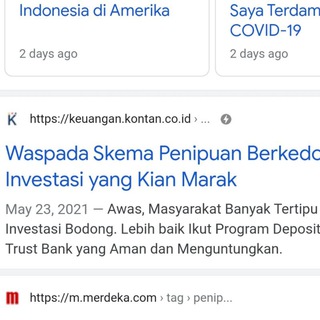 Indonesia di Amerika
Saya Terdam
COVID-19
2 days ago
2 days ago
https://keuangan.kontan.co.id › ...
Waspada Skema Penipuan Berkedo
Investasi yang Kian Marak
May 23, 2021 — Awas, Masyarakat Banyak Tertipu
Investasi Bodong. Lebih baik Ikut Program Deposit
Trust Bank yang Aman dan Menguntungkan.
https://m.merdeka.com › tag › penip...